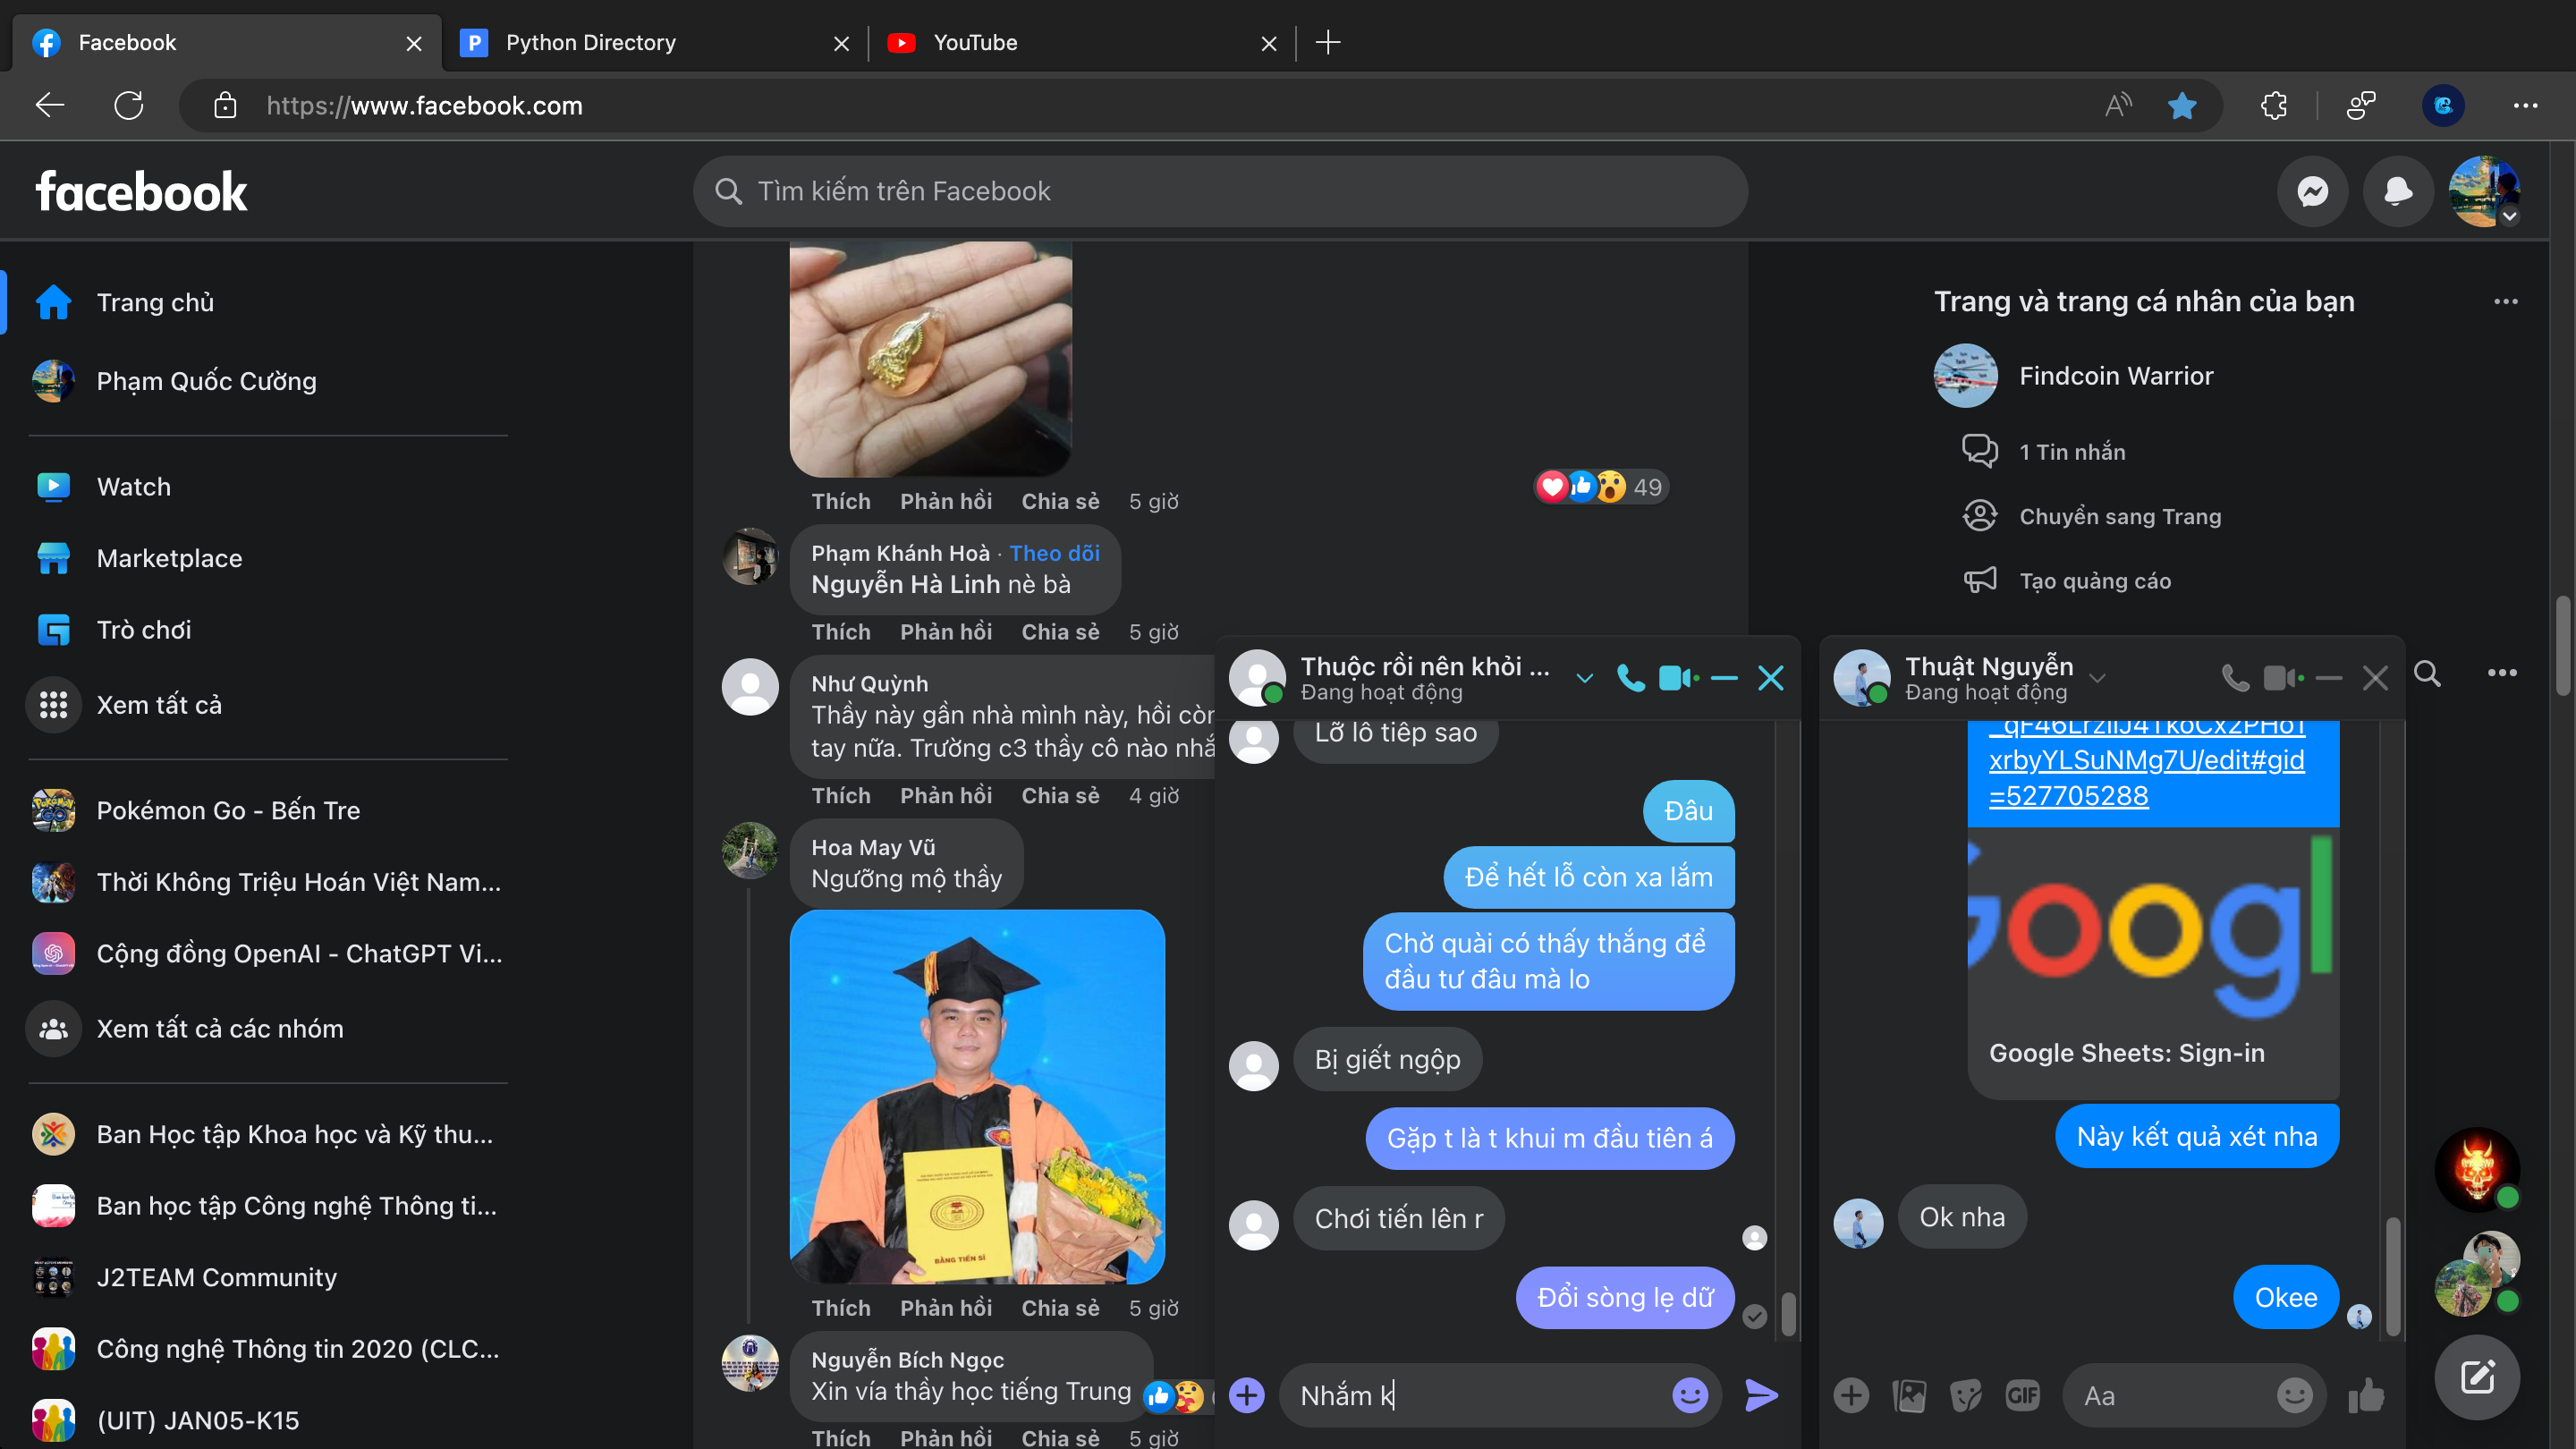 Facebook
Python Directory
YouTube
https://www.facebook.com
facebook
Tìm kiếm trên Facebook
Trang chủ
Phạm Quốc Cường
Watch
Marketplace
Trò chơi
Xem tất cả
Pokémon Go - Bến Tre
Thời Không Triệu Hoán Việt Nam...
Cộng đồng OpenAI - ChatGPT Vi...
Xem tất cả các nhóm
Ban Học tập Khoa học và Kỹ thu...
Ban học tập Công nghệ Thông ti...
J2TEAM Community
Công nghệ Thông tin 2020 (CLC...
(UIT) JAN05-K15
Thích Phản hồi Chia sẻ 5 giờ
49
Phạm Khánh Hoà · Theo dõi
Nguyễn Hà Linh nè bà
Thích Phản hồi Chia sẻ 5 giờ
Như Quỳnh
Thầy này gần nhà mình này, hồi còn
tay nữa. Trường c3 thầy cô nào nhắ
Thích Phản hồi Chia sẻ 4 giờ
Hoa May Vũ
Ngưỡng mộ thầy
BẰNG TIẾN SĨ
Thích Phản hồi Chia sẻ 5 giờ
Nguyễn Bích Ngọc
Xin vía thầy học tiếng Trung
Thích Phản hồi Chia sẻ 5 giờ
Trang và trang cá nhân của bạn
Findcoin Warrior
1 Tin nhắn
Chuyển sang Trang
Tạo quảng cáo
Thuộc rồi nên khỏi ...
Đang hoạt động
Lỡ lỗ tiếp sao
Đâu
Để hết lỗ còn xa lắm
Chờ quài có thấy thắng để
đầu tư đâu mà lo
Bị giết ngộp
Gặp t là t khui m đầu tiên á
Chơi tiến lên r
Đổi sòng lẹ dữ
Nhắm k
Thuật Nguyễn
Đang hoạt động
xrbyYLSuNMg7U/edit#gid
=527705288
Googl
Google Sheets: Sign-in
Này kết quả xét nha
Ok nha
Okee
GIF
Aa